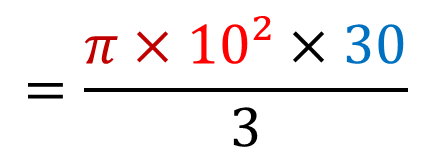 = π × 10² × 30
3